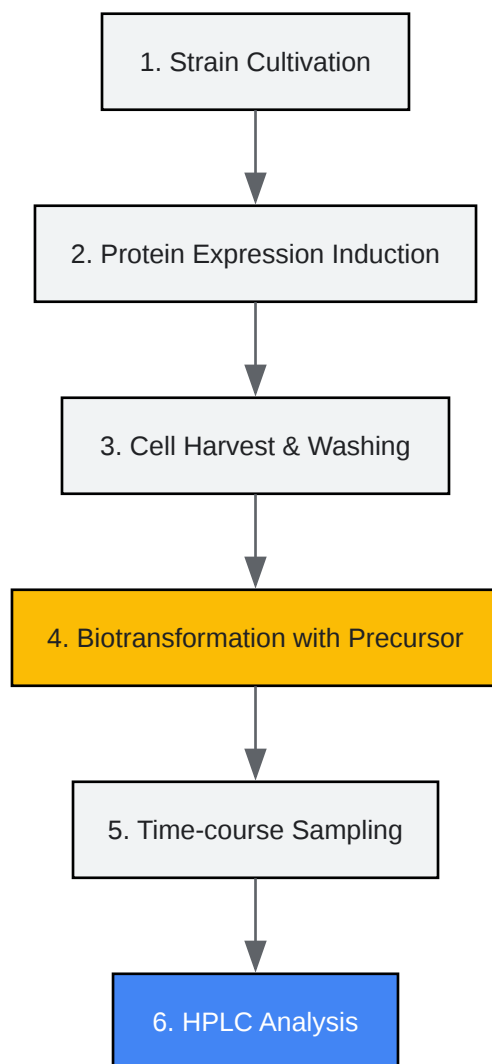 1. Strain Cultivation
2. Protein Expression Induction
3. Cell Harvest & Washing
4. Biotransformation with Precursor
5. Time-course Sampling
6. HPLC Analysis